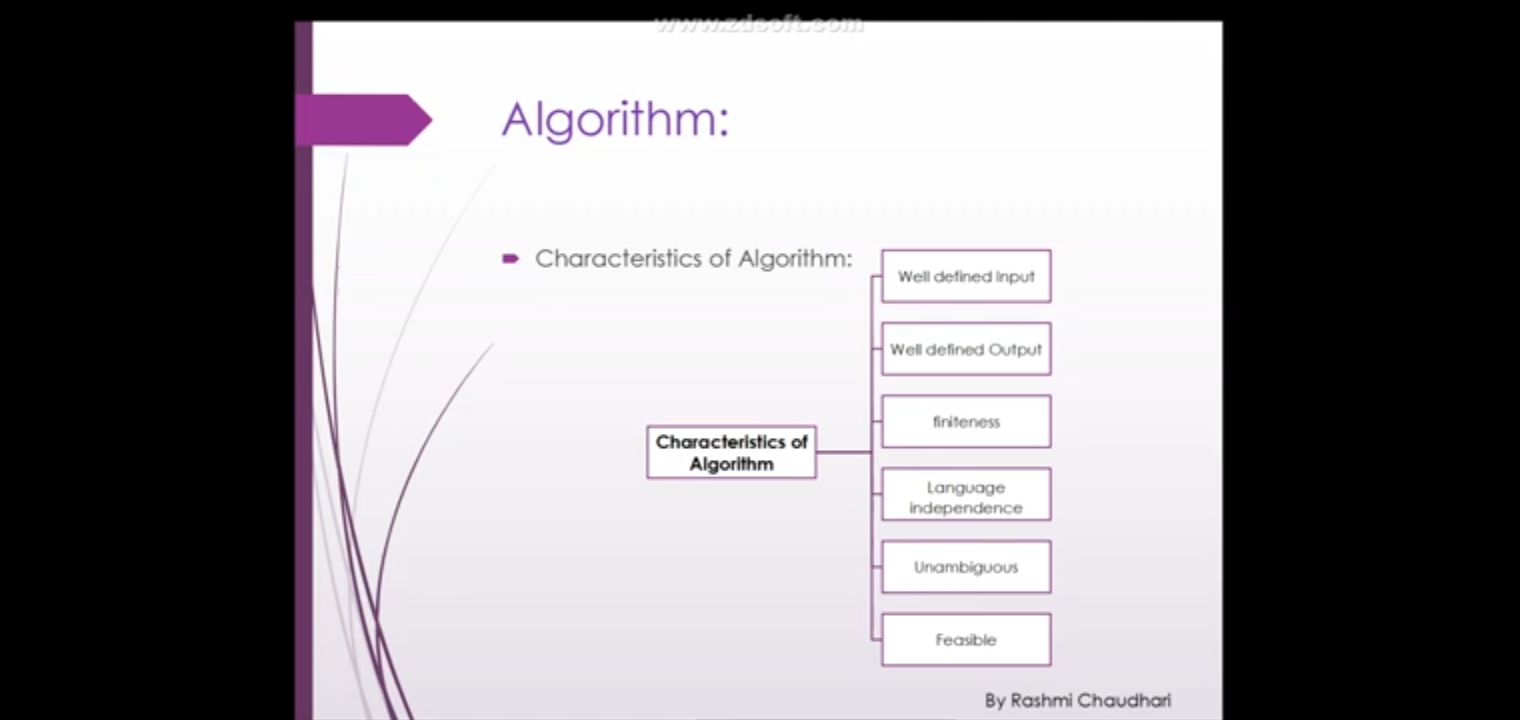 www.zdsoft.com
Algorithm:
Characteristics of Algorithm:
Well defined Input
Well defined Output
finiteness
Characteristics of
Algorithm
Language
independence
Unambiguous
Feasible
By Rashmi Chaudhari